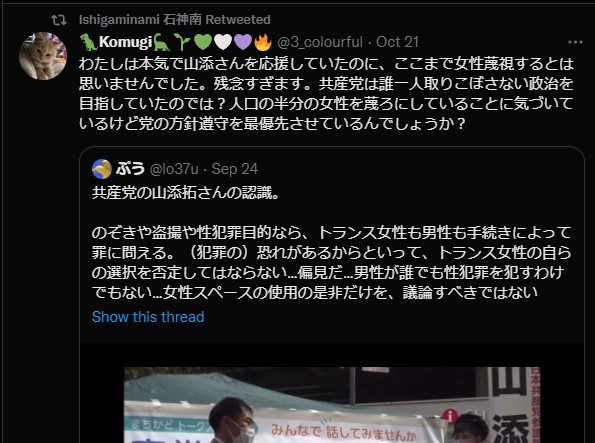 Ishigaminami 石神南 Retweeted
🦖Komugi🦕🌱💚🤍💜🔥 @3_colourful · Oct 21
わたしは本気で山添さんを応援していたのに、ここまで女性蔑視するとは
思いませんでした。残念すぎます。共産党は誰一人取りこぼさない政治を
目指していたのでは？人口の半分の女性を蔑ろにしていることに気づいて
いるけど党の方針遵守を最優先させているんでしょうか？
ぷう @lo37u · Sep 24
共産党の山添拓さんの認識。
のぞきや盗撮や性犯罪目的なら、トランス女性も男性も手続きによって
罪に問える。（犯罪の）恐れがあるからといって、トランス女性の自ら
の選択を否定してはならない...偏見だ...男性が誰でも性犯罪を犯すわけ
でもない...女性スペースの使用の是非だけを、議論すべきではない
Show this thread
まちかど トーク
みんなで 話してみませんか
山添
日本共産党